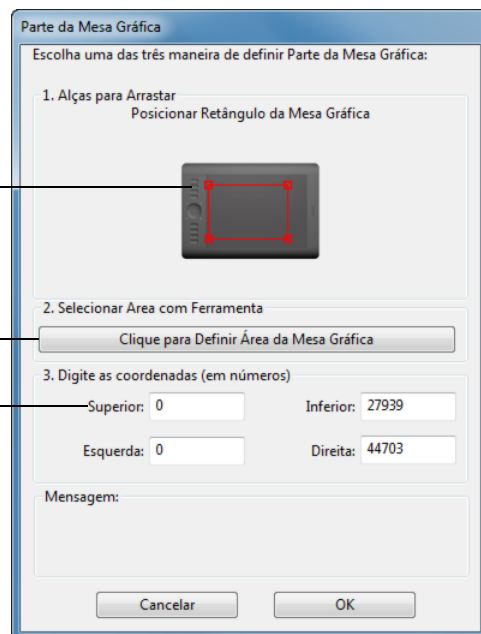 Parte da Mesa Gráfica
Escolha uma das três maneira de definir Parte da Mesa Gráfica:
1. Alças para Arrastar
Posicionar Retângulo da Mesa Gráfica
2. Selecionar Area com Ferramenta
Clique para Definir Área da Mesa Gráfica
3. Digite as coordenadas (em números)
Superior: 0 Inferior: 27939
Esquerda: 0 Direita: 44703
Mensagem:
Cancelar OK